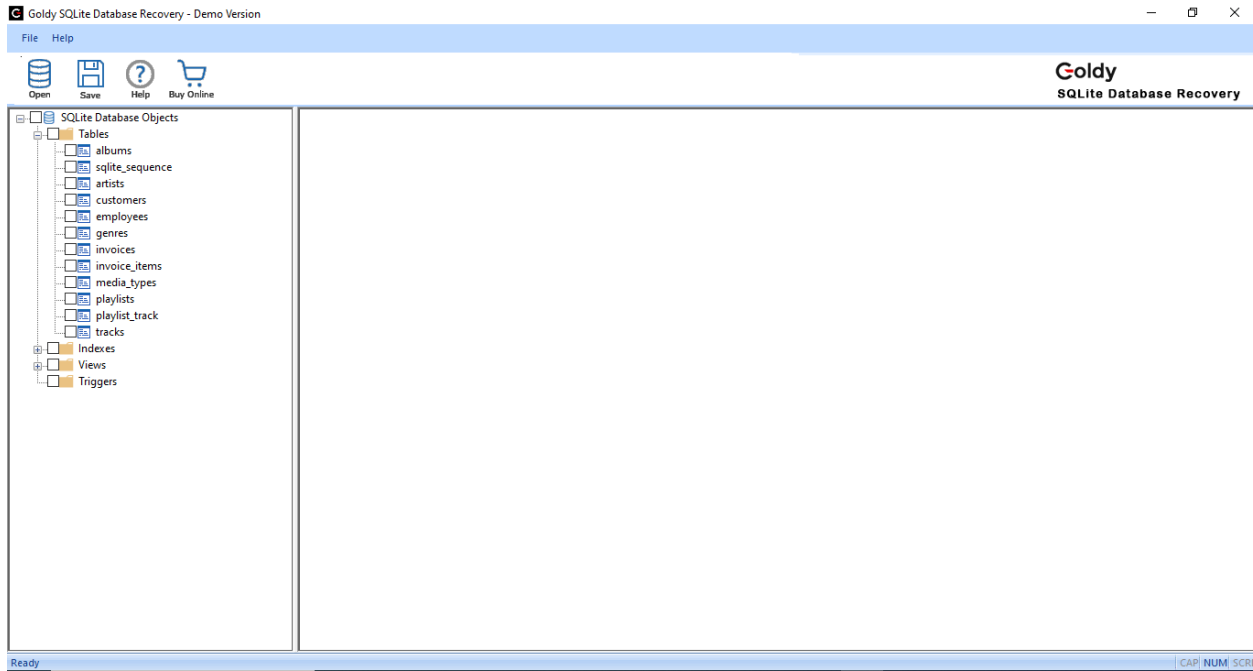 Goldy SQLite Database Recovery - Demo Version
File Help
Open Save Help Buy Online
Goldy
SQLite Database Recovery
SQLite Database Objects
Tables
albums
sqlite_sequence
artists
customers
employees
genres
invoices
invoice_items
media_types
playlists
playlist_track
tracks
Indexes
Views
Triggers
Ready CAP NUM SCRL